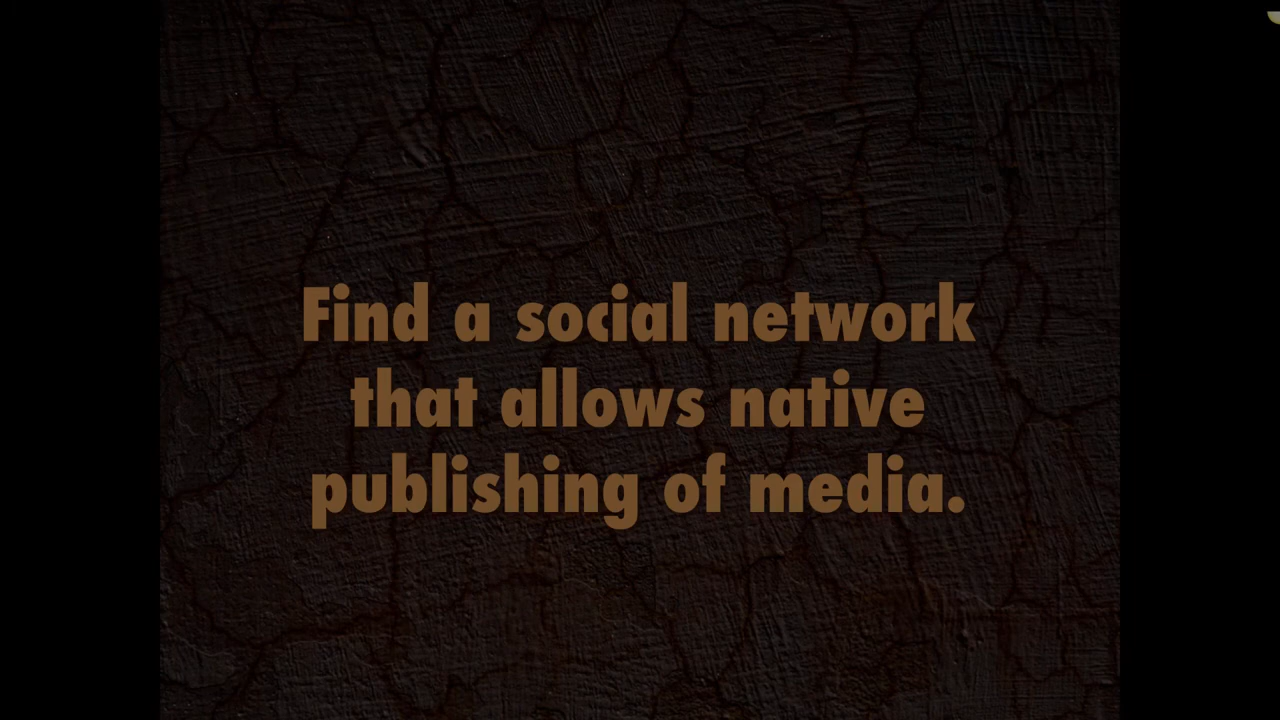 Find a social network
that allows native
publishing of media.